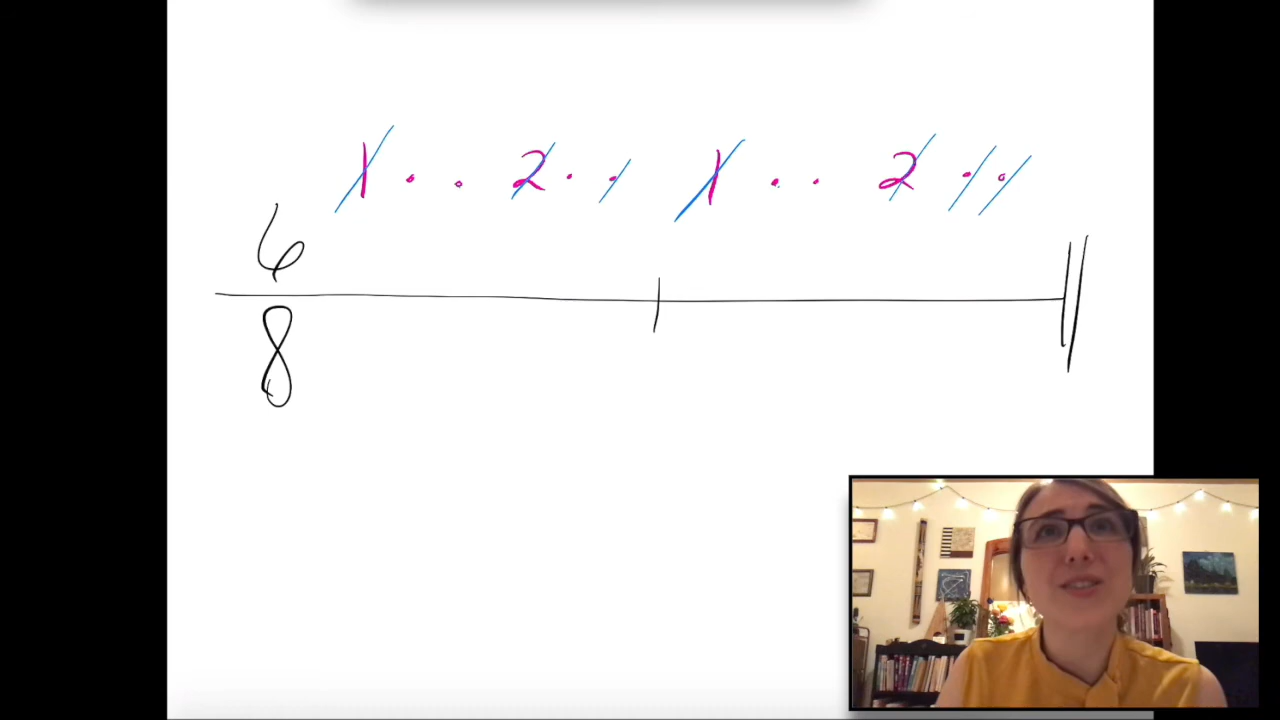 1 . . 2 . . 1 . . 2 . .
6
8